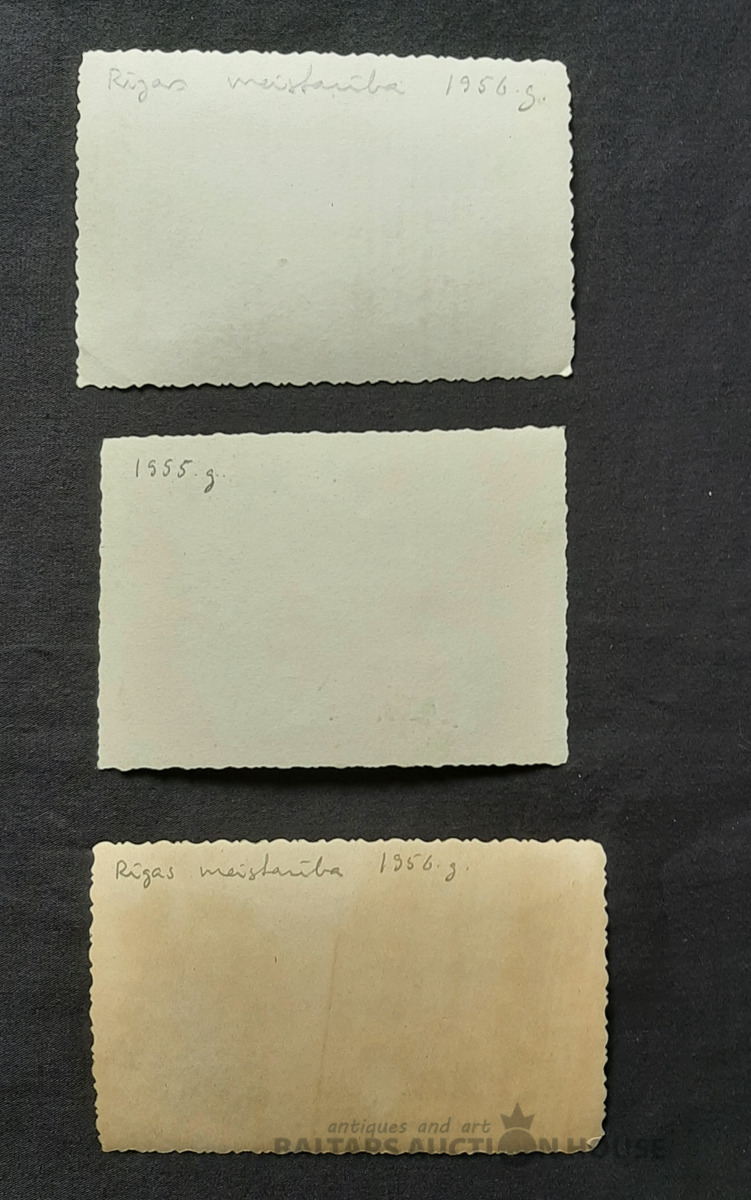 Rīgas meistarība 1956.g.
1955.g.
Rīgas meistarība 1956.g.
antiques and art
BALTARS AUCTION HOUSE